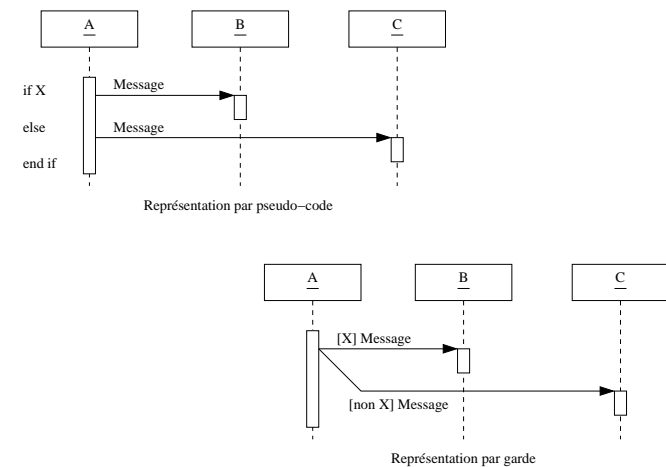 A B C
if X
Message
else
Message
end if
Représentation par pseudo−code
A B C
[X] Message
[non X] Message
Représentation par garde